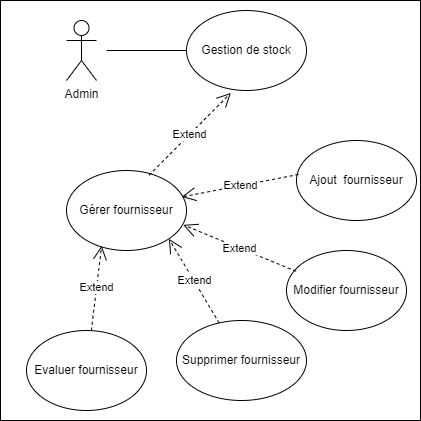 Gestion de stock
Admin
Extend
Ajout fournisseur
Extend
Gérer fournisseur
Extend
Extend
Extend
Modifier fournisseur
Supprimer fournisseur
Evaluer fournisseur